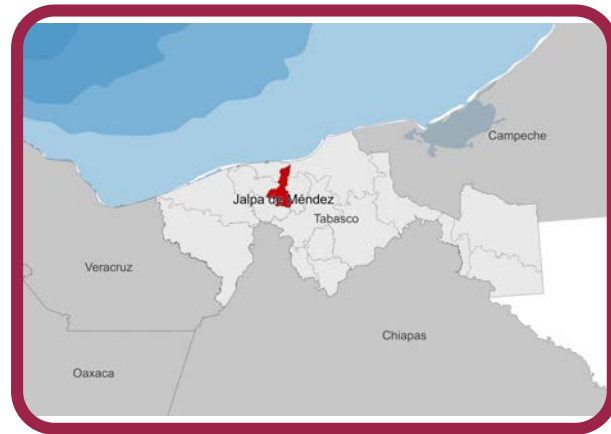 Campeche
Jalpa de Méndez
Tabasco
Veracruz
Chiapas
Oaxaca